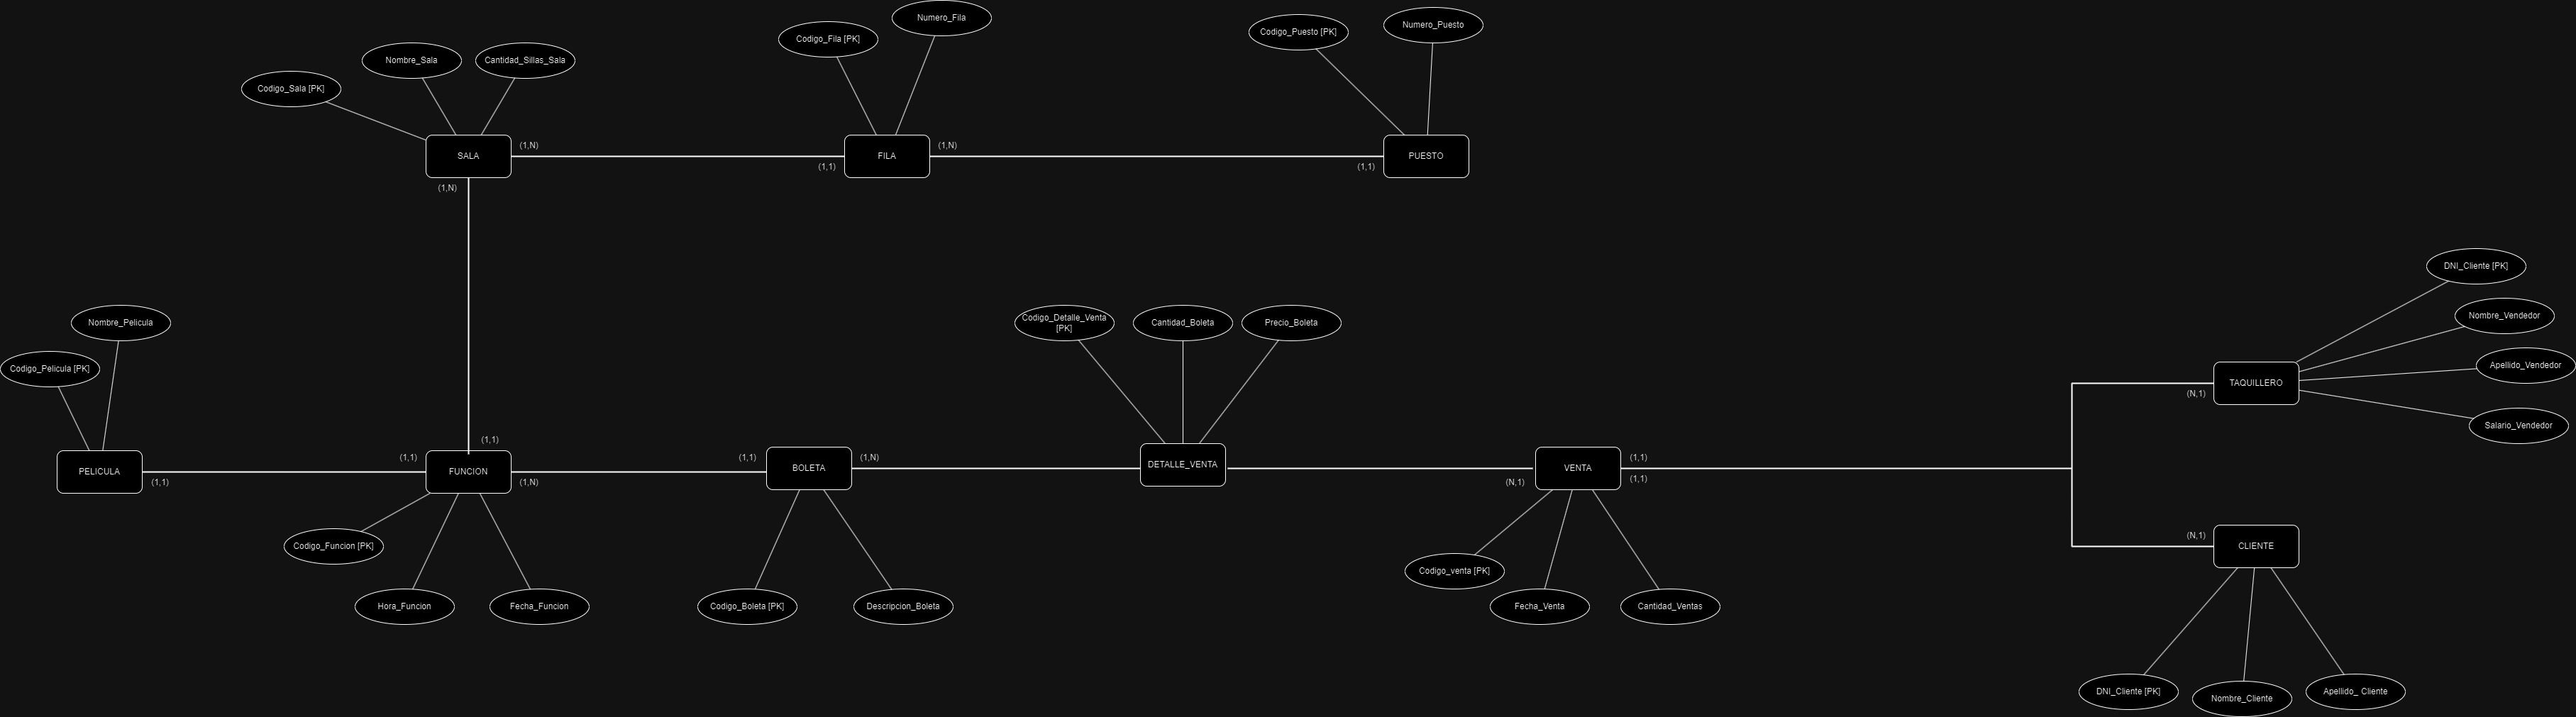 Numero_Fila
Codigo_Fila [PK]
Codigo_Puesto [PK]
Numero_Puesto
Nombre_Sala
Cantidad_Sillas_Sala
Codigo_Sala [PK]
SALA
(1,N)
(1,1)
FILA
(1,N)
(1,1)
PUESTO
(1,N)
DNI_Cliente [PK]
Nombre_Vendedor
Apellido_Vendedor
Salario_Vendedor
TAQUILLERO
(N,1)
Nombre_Pelicula
Codigo_Pelicula [PK]
Codigo_Detalle_Venta
[PK]
Cantidad_Boleta
Precio_Boleta
(1,1)
PELICULA
(1,1)
(1,1)
FUNCION
(1,N)
(1,1)
BOLETA
(1,N)
DETALLE_VENTA
(N,1)
VENTA
(1,1)
(1,1)
(N,1)
CLIENTE
Codigo_Funcion [PK]
Hora_Funcion
Fecha_Funcion
Codigo_Boleta [PK]
Descripcion_Boleta
Codigo_venta [PK]
Fecha_Venta
Cantidad_Ventas
DNI_Cliente [PK]
Nombre_Cliente
Apellido_ Cliente